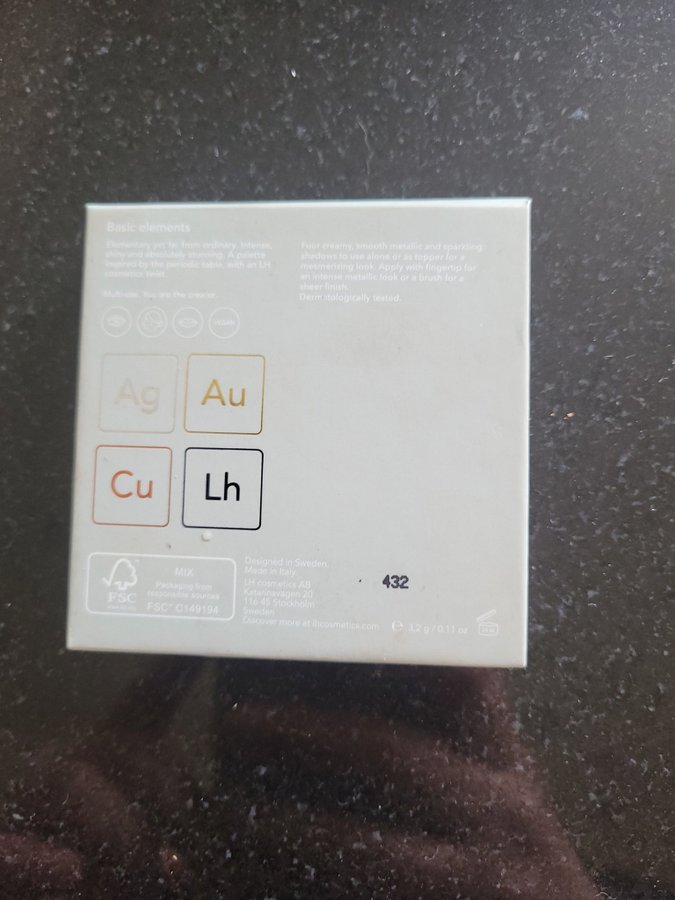 Basic elements
Elementary yet far from ordinary. Intense,
shiny and absolutely stunning. A palette
inspired by the periodic table, with an LH
cosmetics twist.
Multi-use. You are the creator.
VEGAN
Four creamy, smooth metallic and sparkling
shadows to use alone or as topper for a
mesmerizing look. Apply with fingertip for
an intense metallic look or a brush for a
sheer finish.
Dermatologically tested.
Ag
Au
Cu
Lh
FSC
MIX
Packaging from
responsible sources
FSC® C149194
Designed in Sweden.
Made in Italy.
LH cosmetics AB
Katarinavägen 20
116 45 Stockholm
Sweden
Discover more at lhcosmetics.com
432
℮ 3,2 g / 0.11 oz